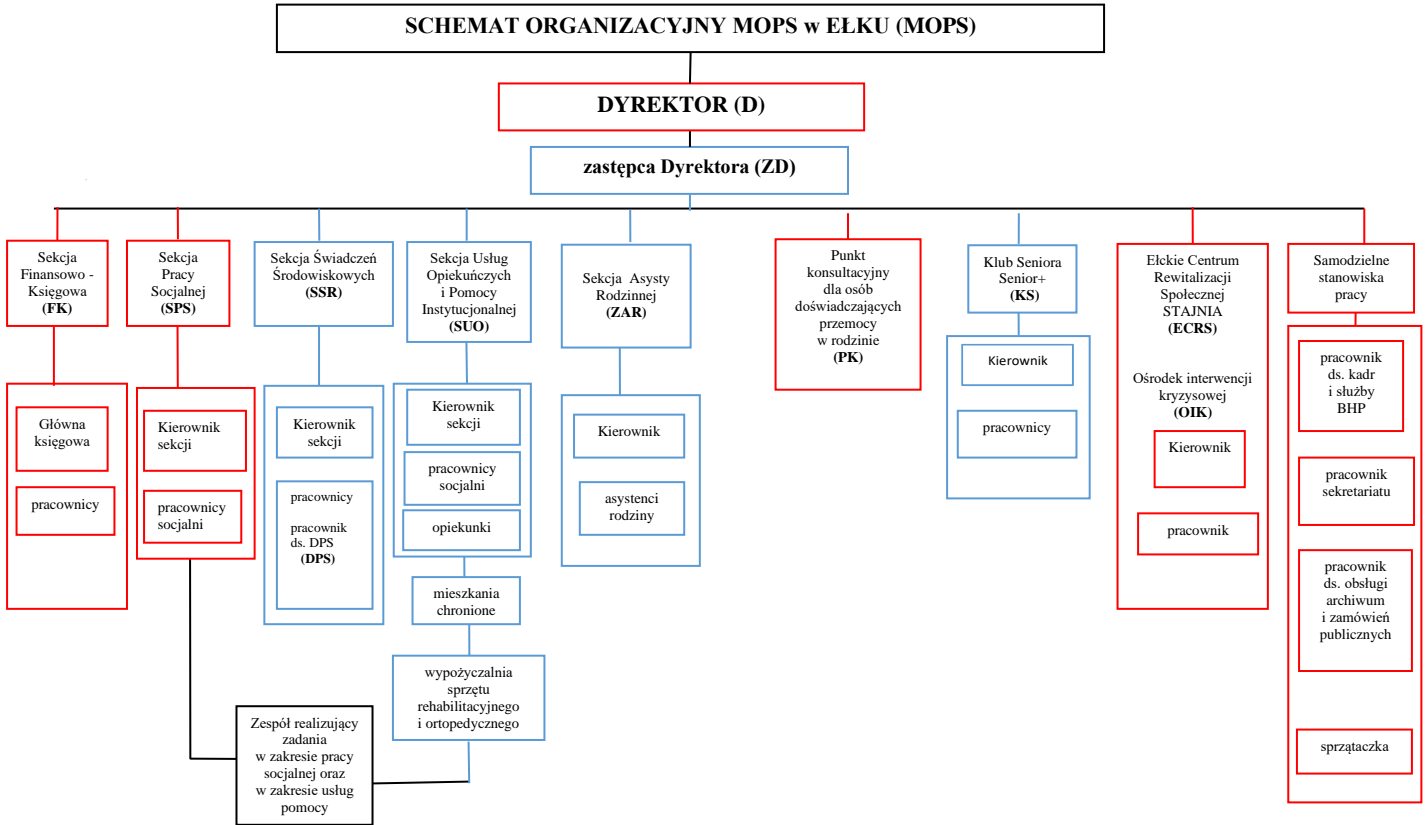 SCHEMAT ORGANIZACYJNY MOPS w EŁKU (MOPS)
DYREKTOR (D)
zastępca Dyrektora (ZD)
Sekcja
Finansowo -
Księgowa
(FK)
Główna
księgowa
pracownicy
Sekcja
Pracy
Socjalnej
(SPS)
Kierownik
sekcji
pracownicy
socjalni
Sekcja Świadczeń
Środowiskowych
(SSR)
Kierownik
sekcji
pracownicy
pracownik
ds. DPS
(DPS)
Sekcja Usług
Opiekuńczych
i Pomocy
Instytucjonalnej
(SUO)
Kierownik
sekcji
pracownicy
socjalni
opiekunki
mieszkania
chronione
wypożyczalnia
sprzętu
rehabilitacyjnego
i ortopedycznego
Zespół realizujący
zadania
w zakresie pracy
socjalnej oraz
w zakresie usług
pomocy
Sekcja Asysty
Rodzinnej
(ZAR)
Kierownik
asystenci
rodziny
Punkt
konsultacyjny
dla osób
doświadczających
przemocy
w rodzinie
(PK)
Klub Seniora
Senior+
(KS)
Kierownik
pracownicy
Ełckie Centrum
Rewitalizacji
Społecznej
STAJNIA
(ECRS)
Ośrodek interwencji
kryzysowej
(OIK)
Kierownik
pracownik
Samodzielne
stanowiska
pracy
pracownik
ds. kadr
i służby
BHP
pracownik
sekretariatu
pracownik
ds. obsługi
archiwum
i zamówień
publicznych
sprzątaczka